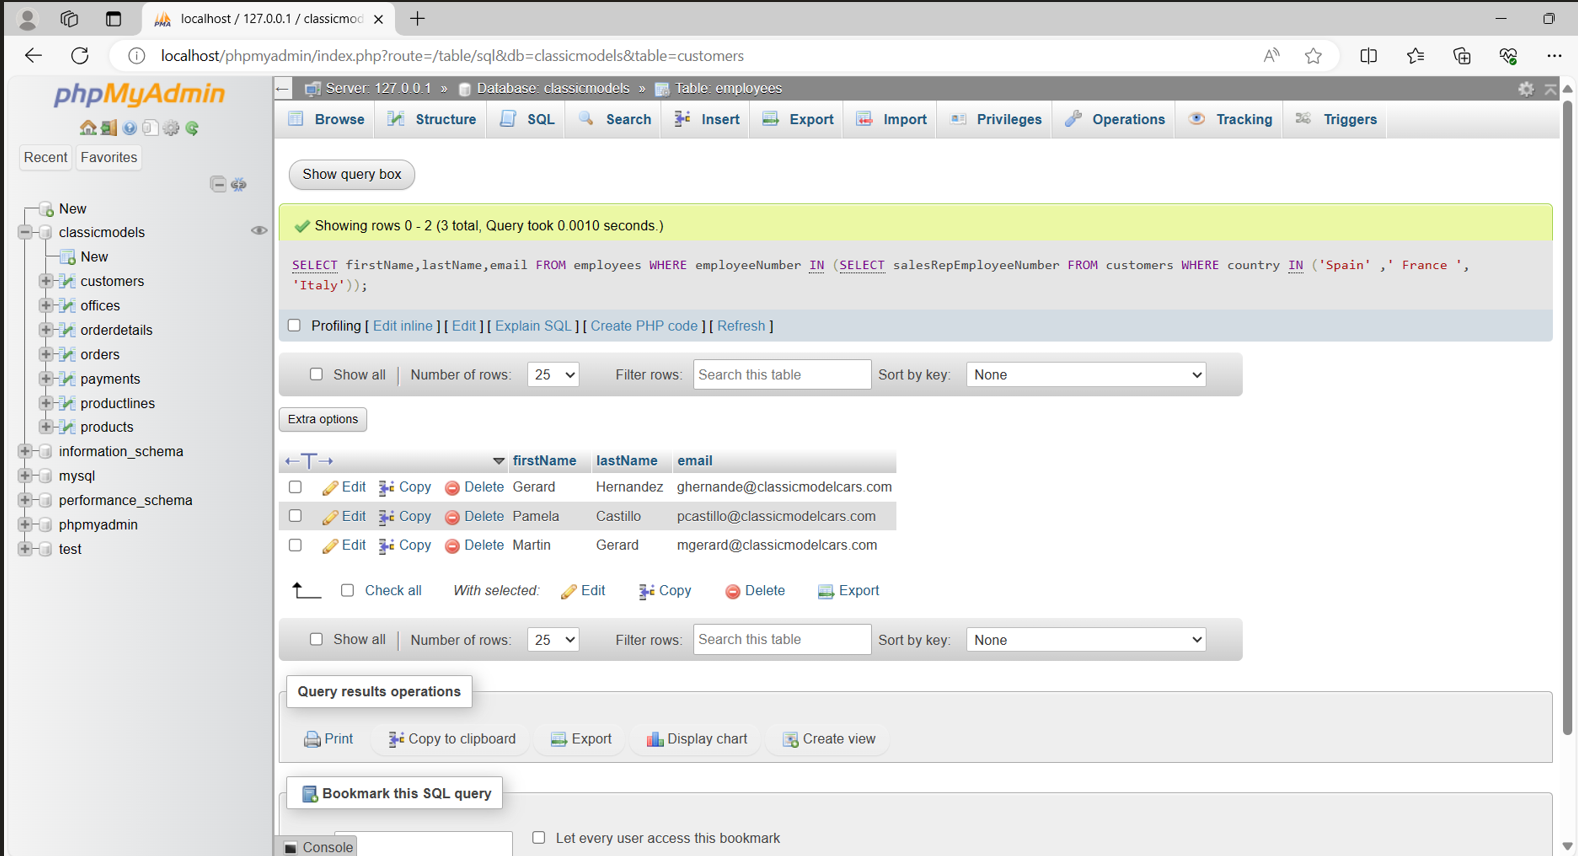 localhost / 127.0.0.1 / classicmod
localhost/phpmyadmin/index.php?route=/table/sql&db=classicmodels&table=customers
phpMyAdmin
Server: 127.0.0.1 » Database: classicmodels » Table: employees
Browse Structure SQL Search Insert Export Import Privileges Operations Tracking Triggers
Recent Favorites
New
classicmodels
New
customers
offices
orderdetails
orders
payments
productlines
products
information_schema
mysql
performance_schema
phpmyadmin
test
Show query box
Showing rows 0 - 2 (3 total, Query took 0.0010 seconds.)
SELECT firstName,lastName,email FROM employees WHERE employeeNumber IN (SELECT salesRepEmployeeNumber FROM customers WHERE country IN ('Spain' ,' France ',
'Italy'));
Profiling [ Edit inline ] [ Edit ] [ Explain SQL ] [ Create PHP code ] [ Refresh ]
Show all Number of rows: 25 Filter rows: Search this table Sort by key: None
Extra options
firstName lastName email
Edit Copy Delete Gerard Hernandez ghernande@classicmodelcars.com
Edit Copy Delete Pamela Castillo pcastillo@classicmodelcars.com
Edit Copy Delete Martin Gerard mgerard@classicmodelcars.com
Check all With selected: Edit Copy Delete Export
Show all Number of rows: 25 Filter rows: Search this table Sort by key: None
Query results operations
Print Copy to clipboard Export Display chart Create view
Bookmark this SQL query
Let every user access this bookmark
Console